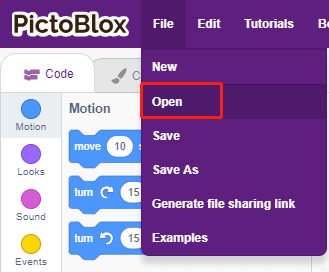 PictoBlox File Edit Tutorials
Code
New
Open
Save
Save As
Generate file sharing link
Examples
Motion
Motion
Looks
Sound
Events
move 10
turn 15
turn 15